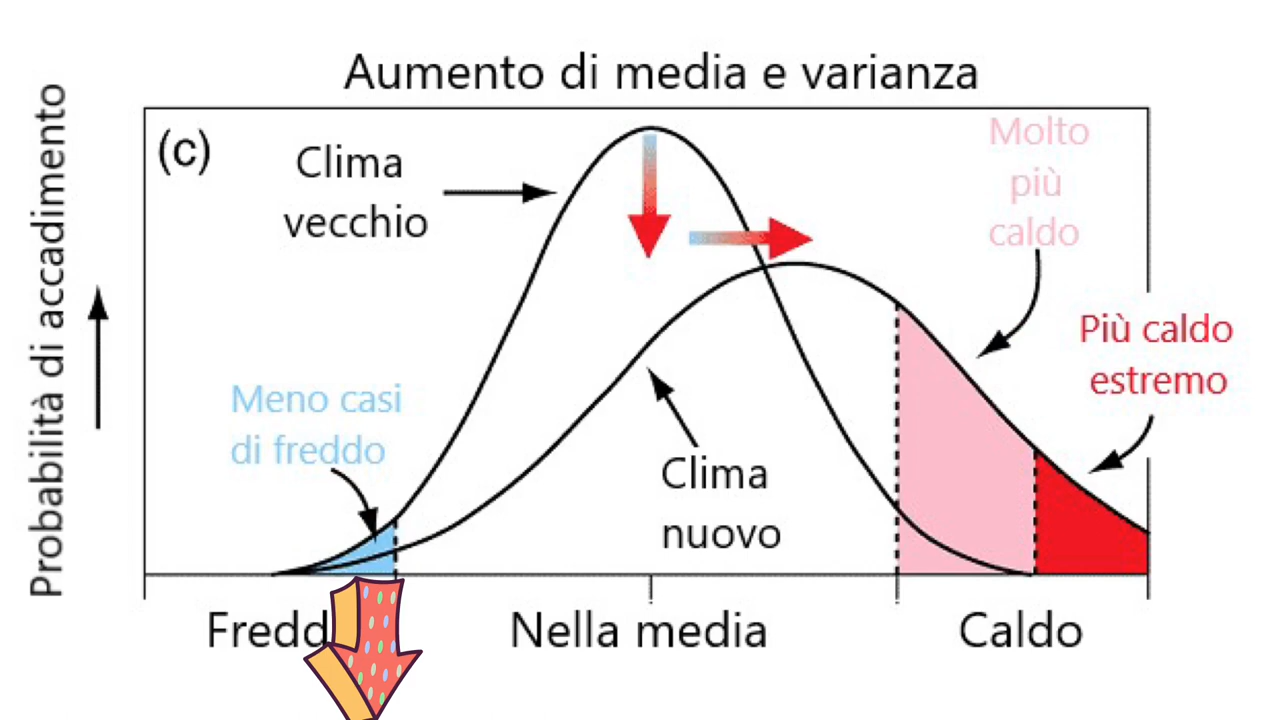 Aumento di media e varianza
Probabilità di accadimento
(c)
Clima
vecchio
Molto
più
caldo
Più caldo
estremo
Meno casi
di freddo
Clima
nuovo
Fredd
Nella media
Caldo